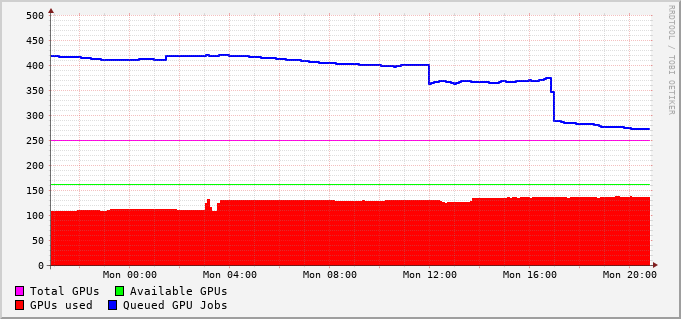 500
450
400
350
300
250
200
150
100
50
0
Mon 00:00 Mon 04:00 Mon 08:00 Mon 12:00 Mon 16:00 Mon 20:00
Total GPUs Available GPUs
GPUs used Queued GPU Jobs
RRDTOOL / TOBI OETIKER